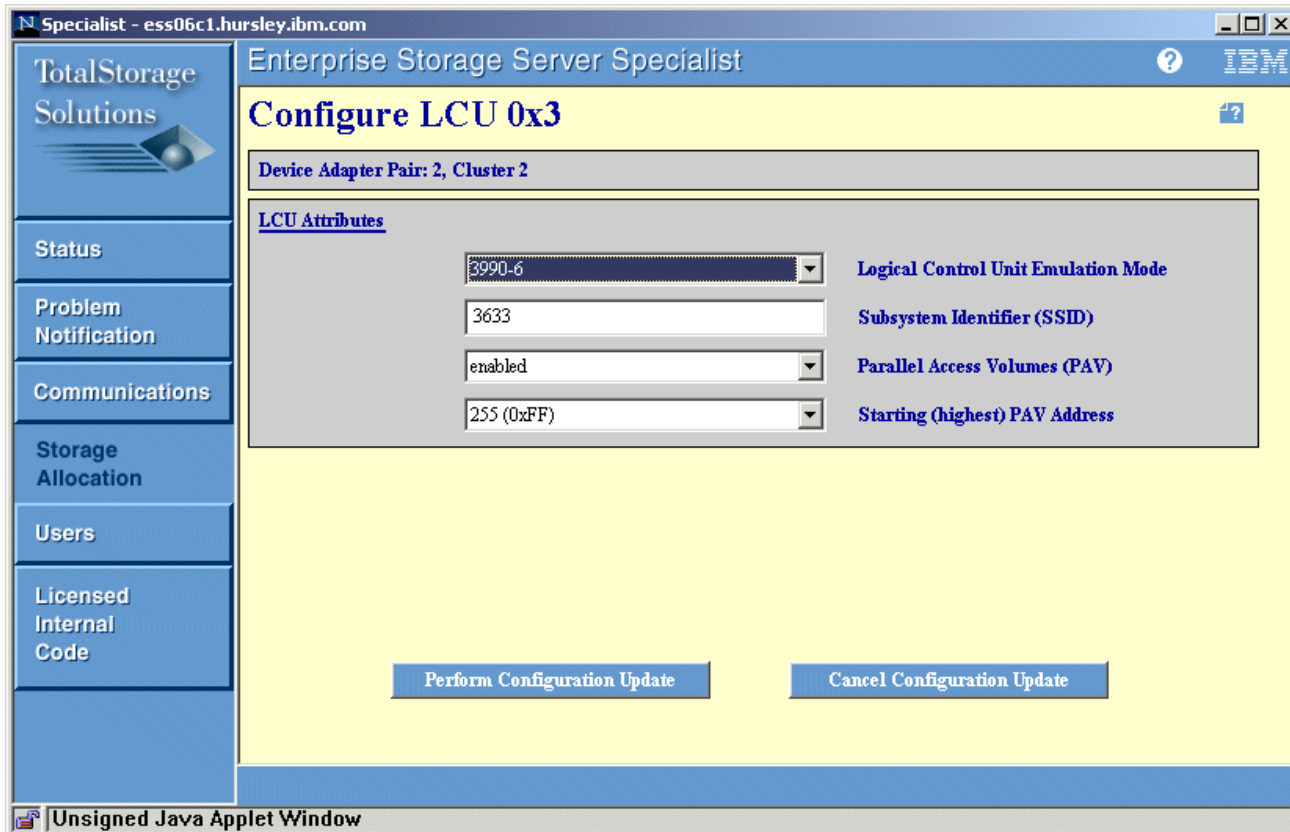 Specialist - ess06c1.hursley.ibm.com
TotalStorage
Solutions
Enterprise Storage Server Specialist
?
IBM
Configure LCU 0x3
?
Device Adapter Pair: 2, Cluster 2
LCU Attributes
3990-6
Logical Control Unit Emulation Mode
3633
Subsystem Identifier (SSID)
enabled
Parallel Access Volumes (PAV)
255 (0xFF)
Starting (highest) PAV Address
Status
Problem
Notification
Communications
Storage
Allocation
Users
Licensed
Internal
Code
Perform Configuration Update
Cancel Configuration Update
Unsigned Java Applet Window